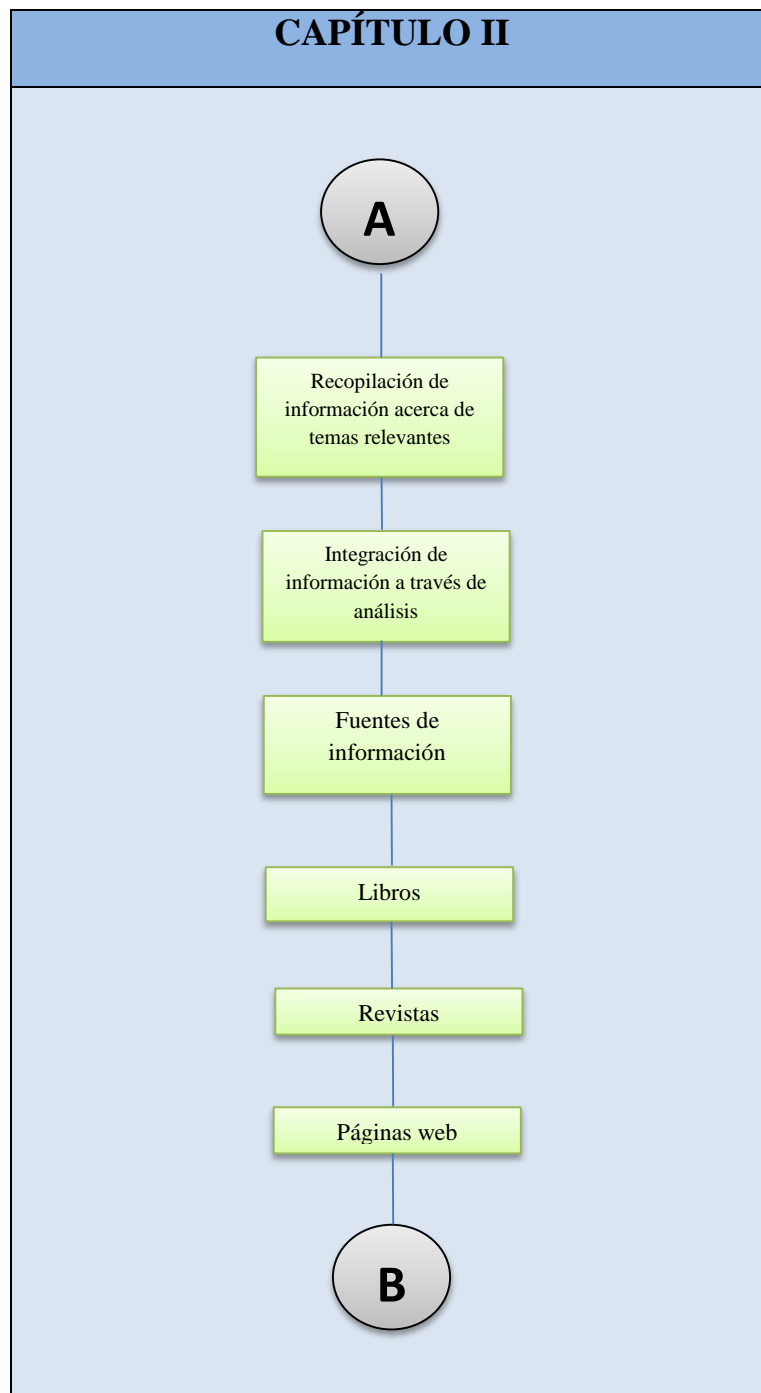 CAPÍTULO II
A
Recopilación de
información acerca de
temas relevantes
Integración de
información a través de
análisis
Fuentes de
información
Libros
Revistas
Páginas web
B